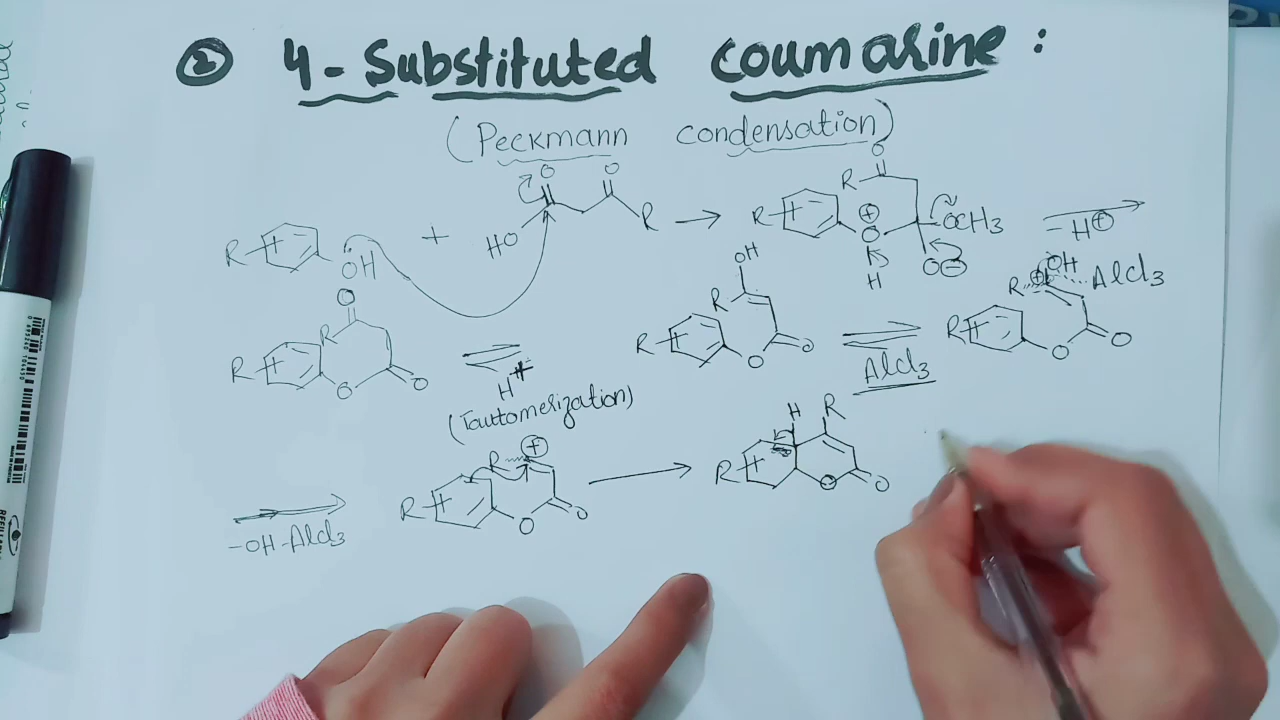 ② 4-Substituted coumarine :
(Peckmann condensation)
R + OH + HO O O R → R O R O ⊕ H OCH3 O⊖ → -H⊕
R + R O O O ⇌ H+ (Tautomerization)
R + R OH O O ⇌ AlCl3
R + R ⊕ OH AlCl3 O O
→ -OH-AlCl3
R + R ⊕ O O →
R + H R O O